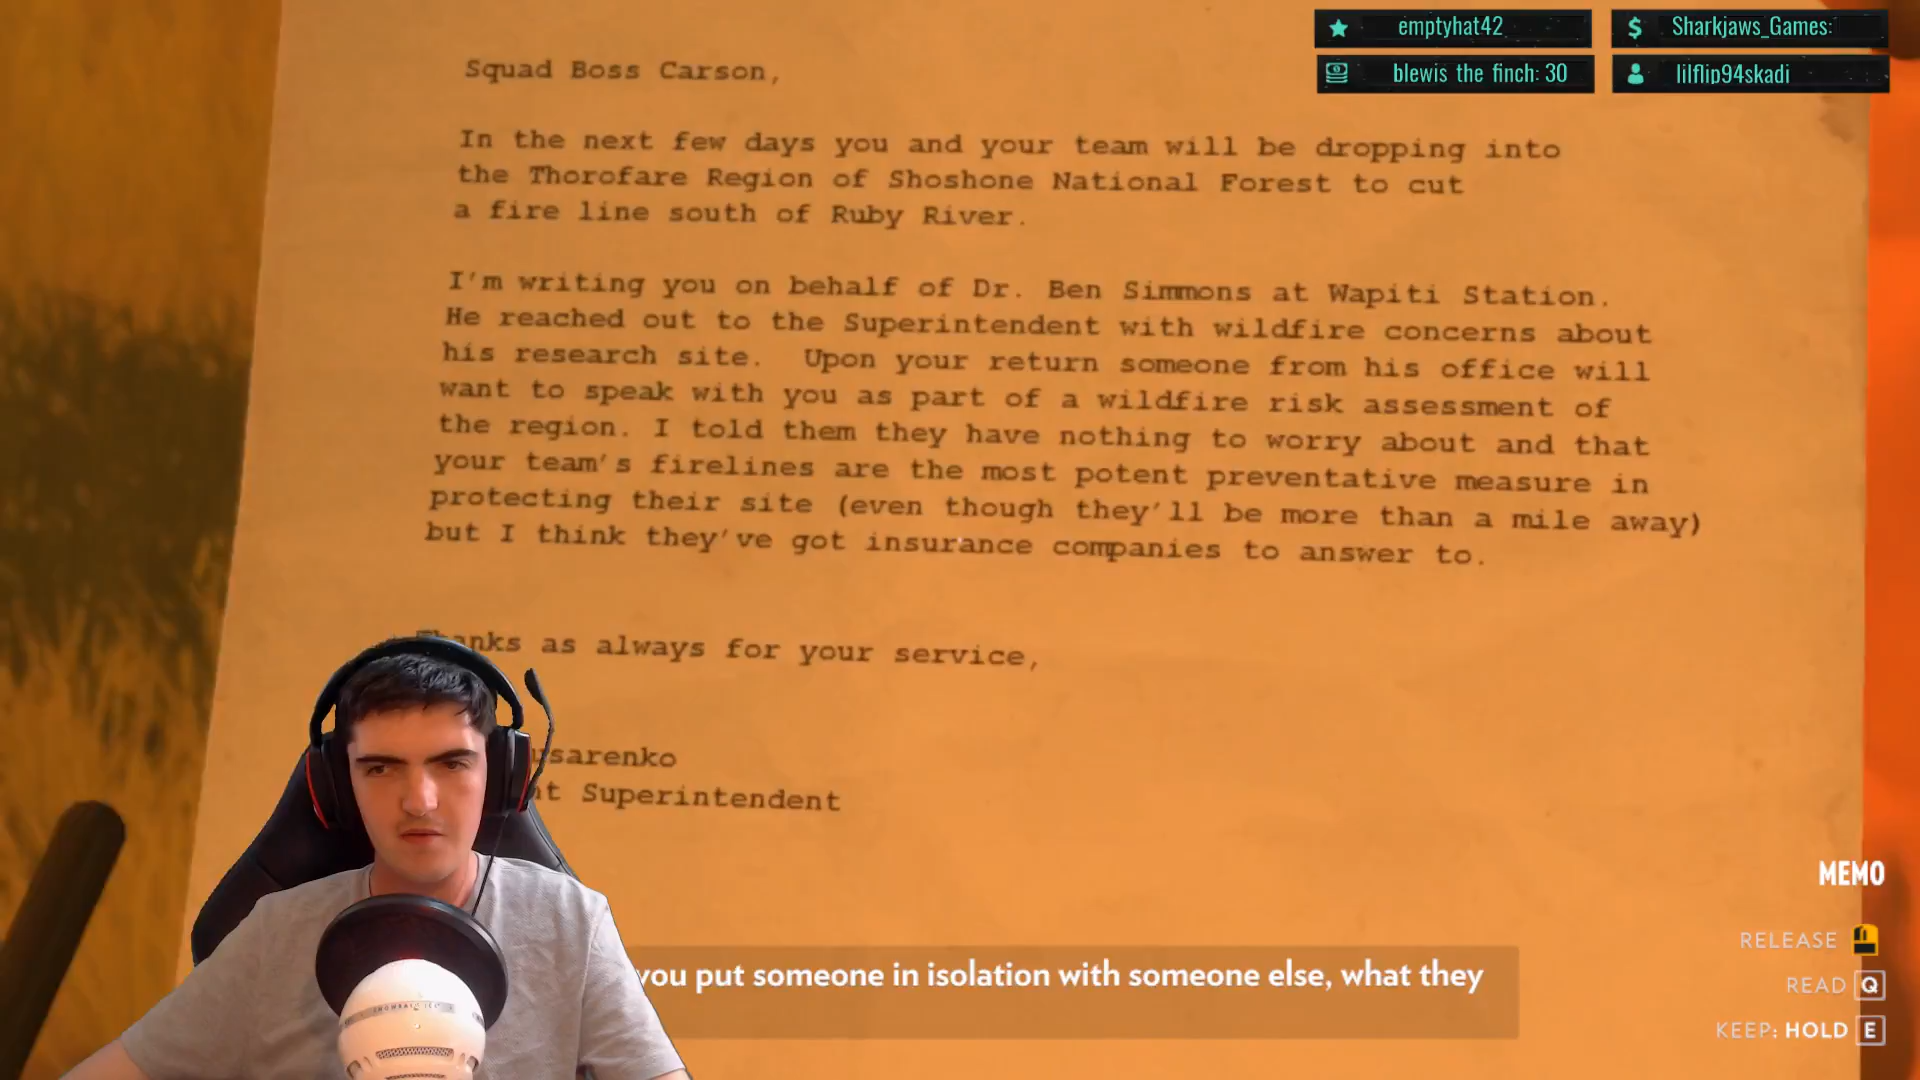 emptyhat42
Sharkjaws_Games:
blewis the finch: 30
lilflip94skadi
Squad Boss Carson,
In the next few days you and your team will be dropping into
the Thorofare Region of Shoshone National Forest to cut
a fire line south of Ruby River.
I'm writing you on behalf of Dr. Ben Simmons at Wapiti Station.
He reached out to the Superintendent with wildfire concerns about
his research site. Upon your return someone from his office will
want to speak with you as part of a wildfire risk assessment of
the region. I told them they have nothing to worry about and that
your team's firelines are the most potent preventative measure in
protecting their site (even though they'll be more than a mile away)
but I think they've got insurance companies to answer to.
Thanks as always for your service,
usarenko
nt Superintendent
MEMO
RELEASE
READ Q
KEEP: HOLD E
you put someone in isolation with someone else, what they